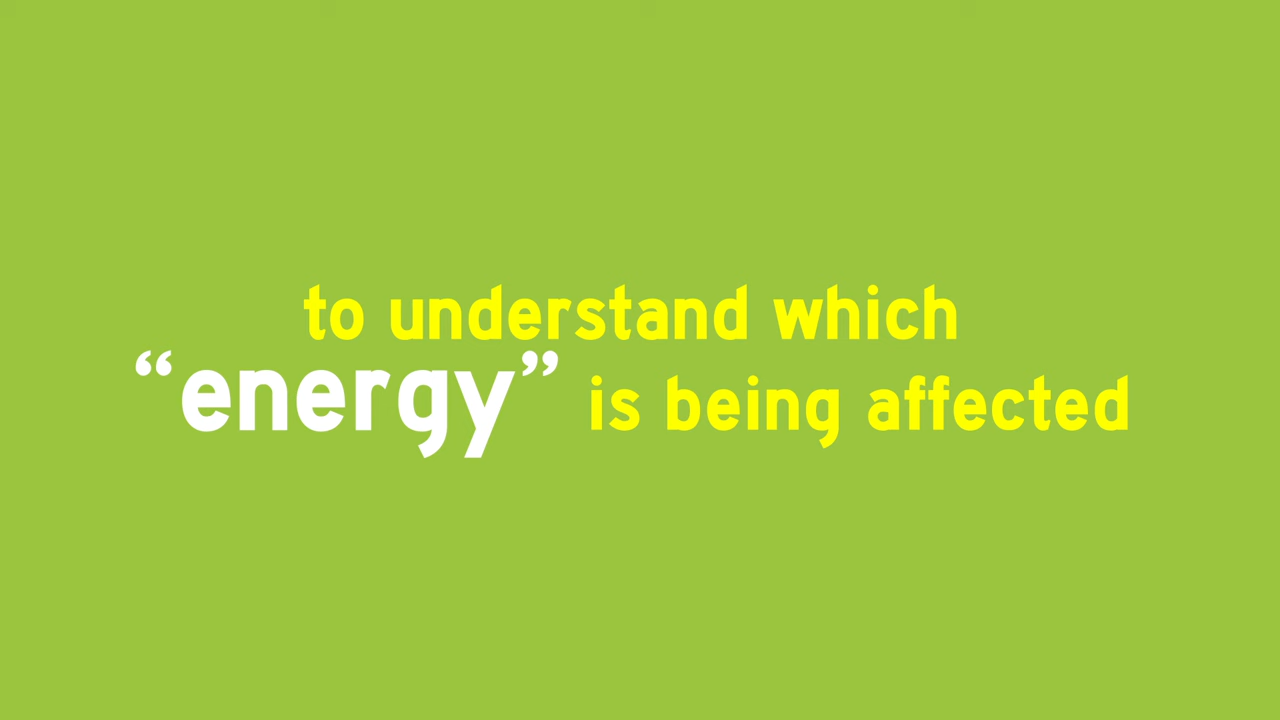 to understand which
“energy” is being affected